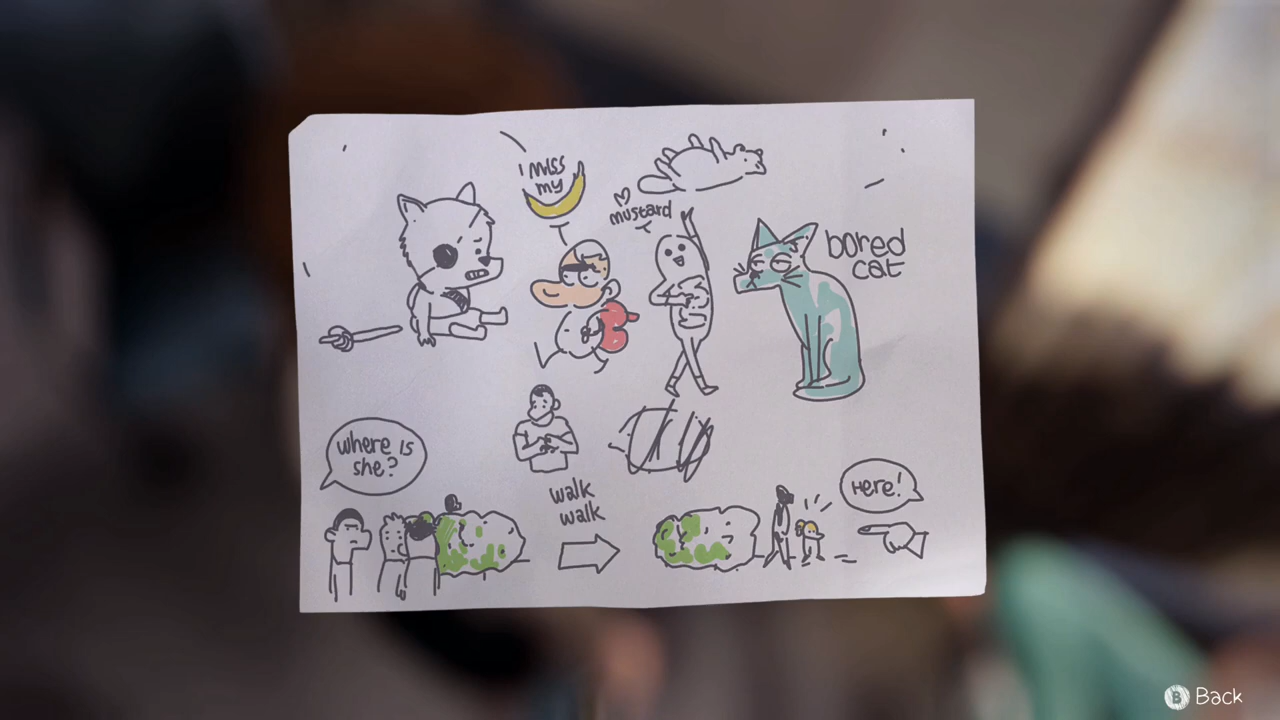 I MISS
MY
mustard
bored
cat
where is
she?
walk
walk
Here!
B Back